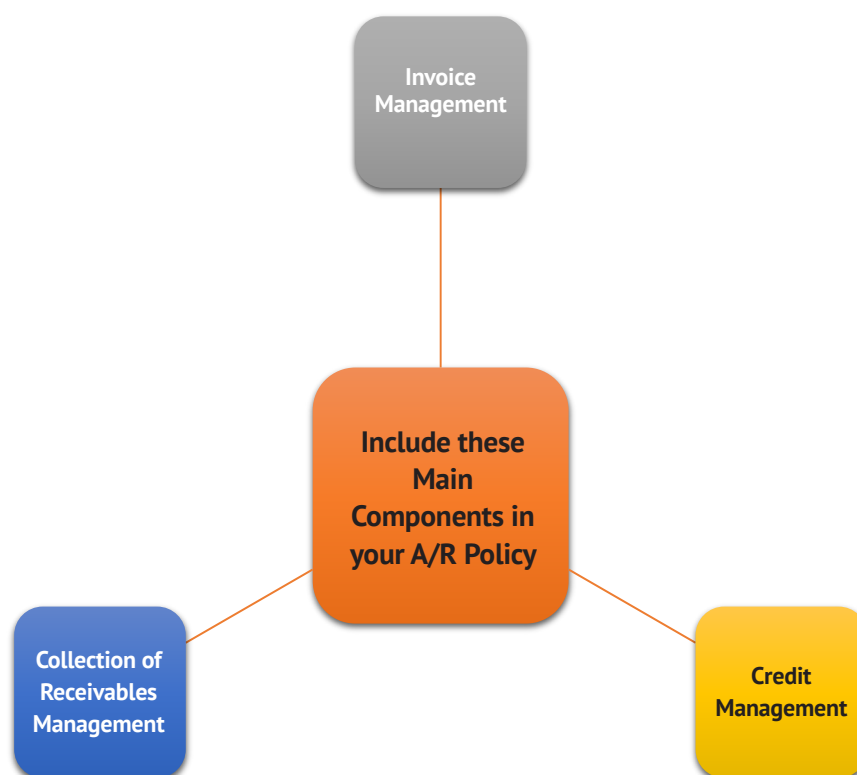 Invoice
Management
Include these
Main
Components in
your A/R Policy
Collection of
Receivables
Management
Credit
Management